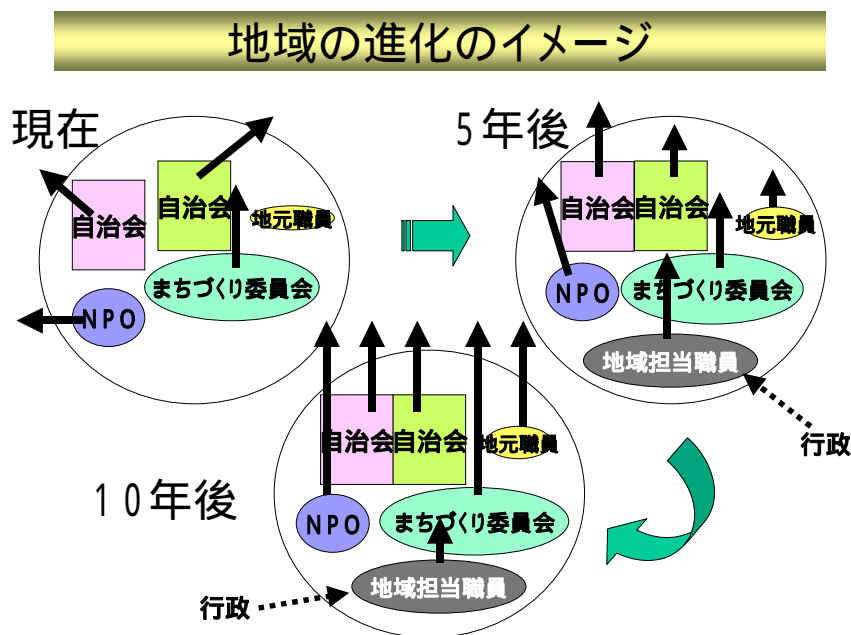 地域の進化のイメージ
現在
自治会
自治会
地元職員
まちづくり委員会
NPO
5年後
自治会
自治会
地元職員
NPO
まちづくり委員会
地域担当職員
行政
10年後
自治会
自治会
地元職員
NPO
まちづくり委員会
地域担当職員
行政